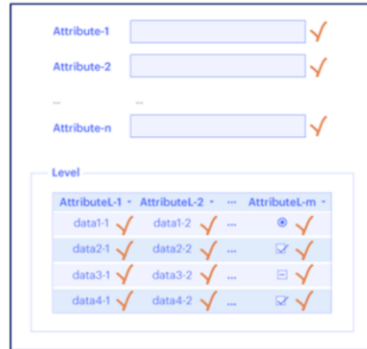 Attribute-1
Attribute-2
... ...
Attribute-n
Level
AttributeL-1 AttributeL-2 ... AttributeL-m
data1-1 data1-2 ...
data2-1 data2-2 ...
data3-1 data3-2 ...
data4-1 data4-2 ...